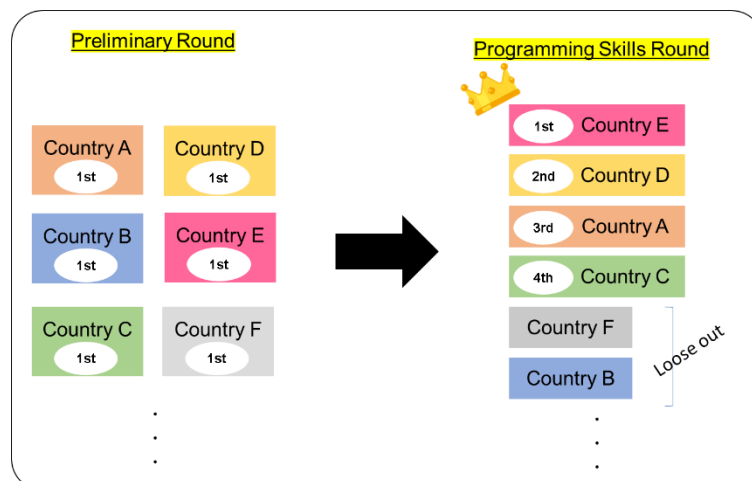 Preliminary Round
Country A
1st
Country D
1st
Country B
1st
Country E
1st
Country C
1st
Country F
1st
Programming Skills Round
1st Country E
2nd Country D
3rd Country A
4th Country C
Country F
Country B
Loose out